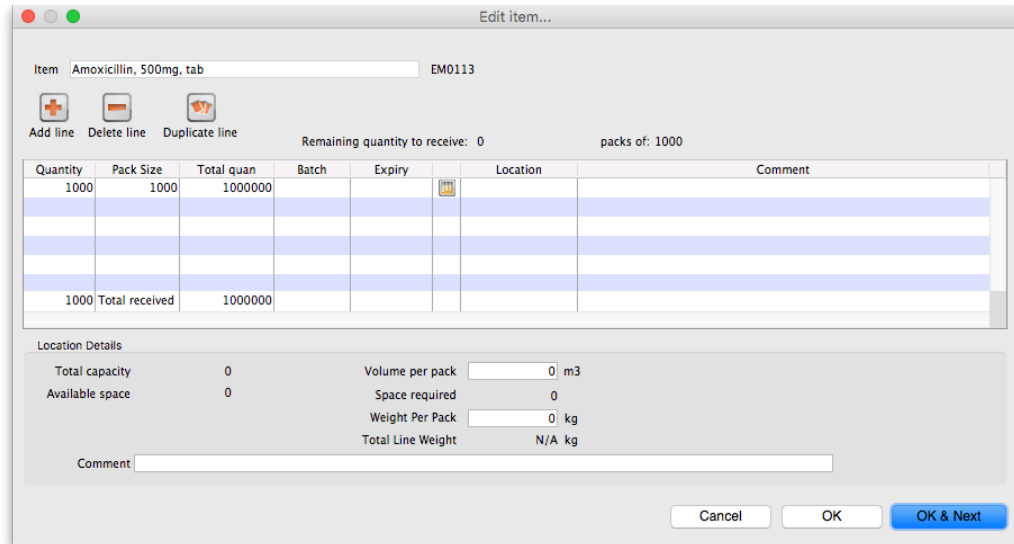 Edit item...
Item Amoxicillin, 500mg, tab EM0113
Add line Delete line Duplicate line
Remaining quantity to receive: 0 packs of: 1000
Quantity Pack Size Total quan Batch Expiry Location Comment
1000 1000 1000000
1000 Total received 1000000
Location Details
Total capacity 0 Volume per pack 0 m3
Available space 0 Space required 0
Weight Per Pack 0 kg
Total Line Weight N/A kg
Comment
Cancel OK OK & Next